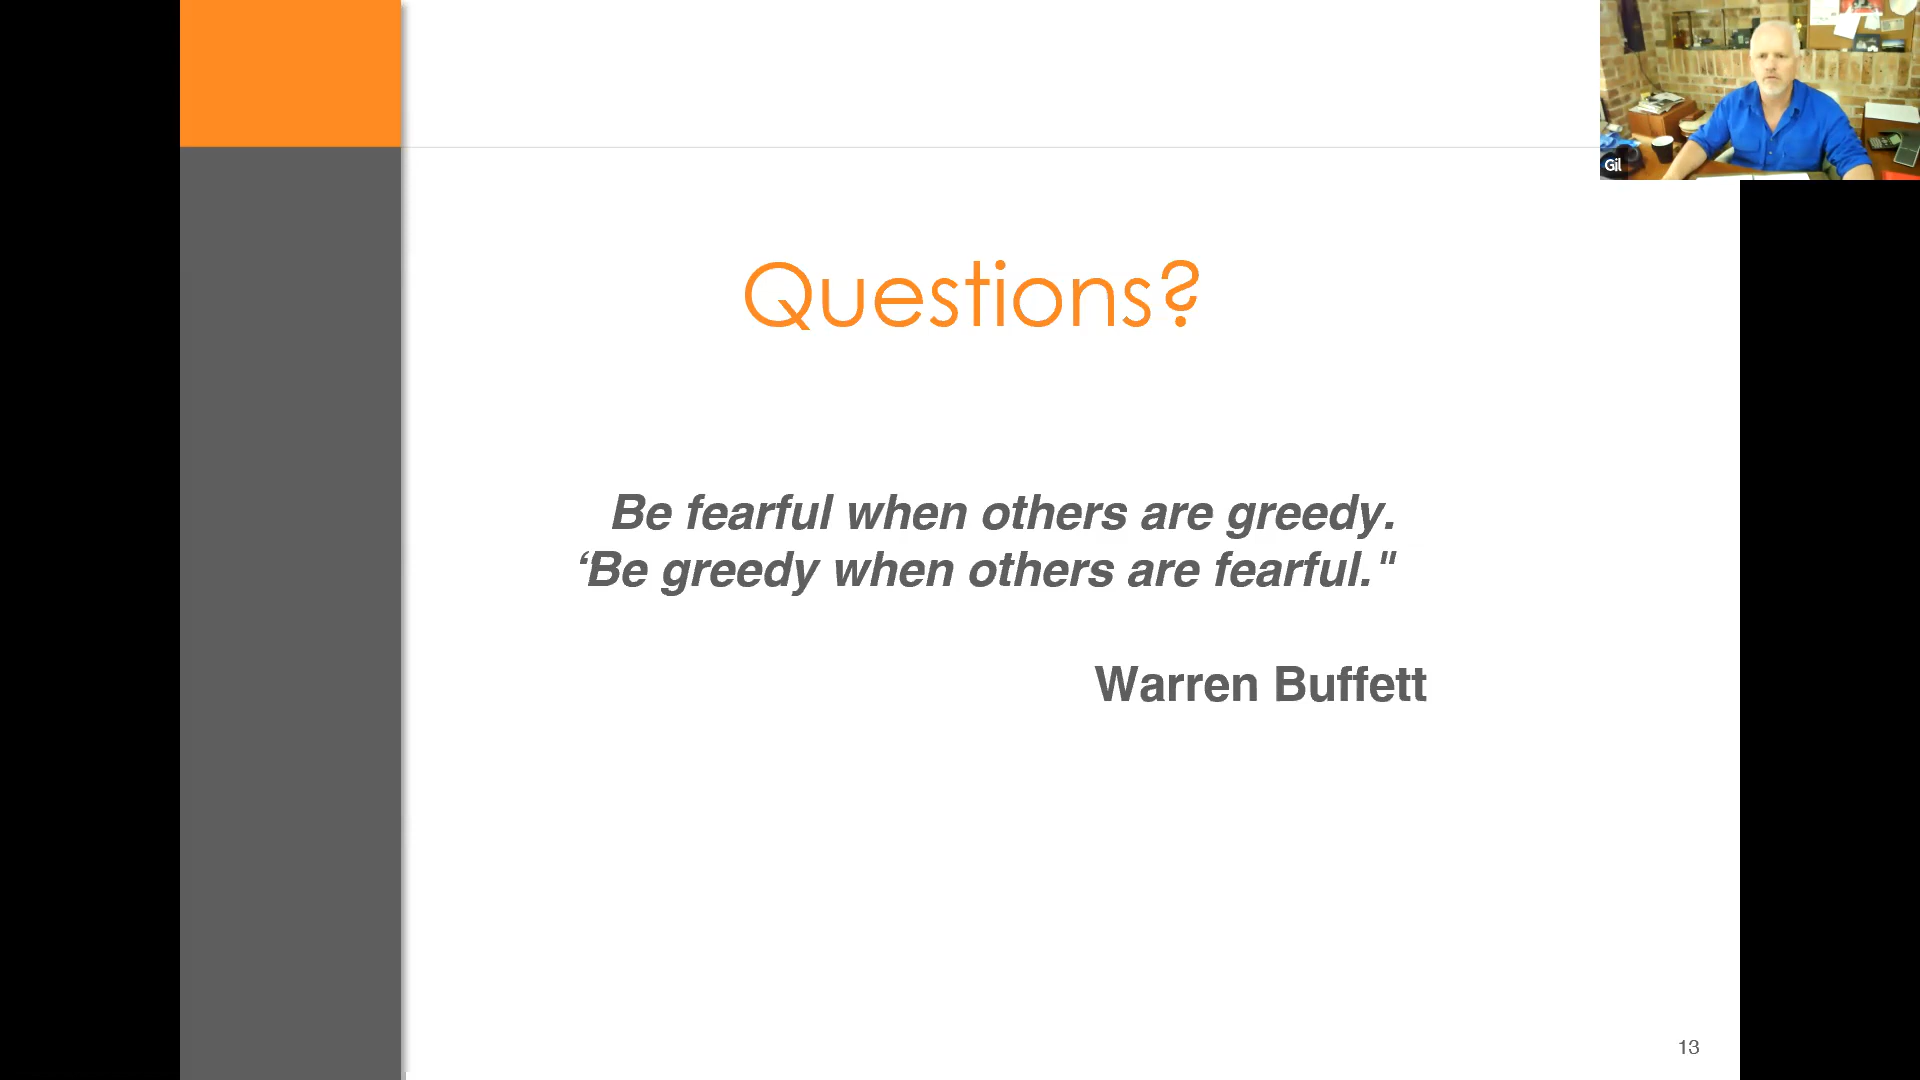 Gil
Questions?
Be fearful when others are greedy.
‘Be greedy when others are fearful."
Warren Buffett
13